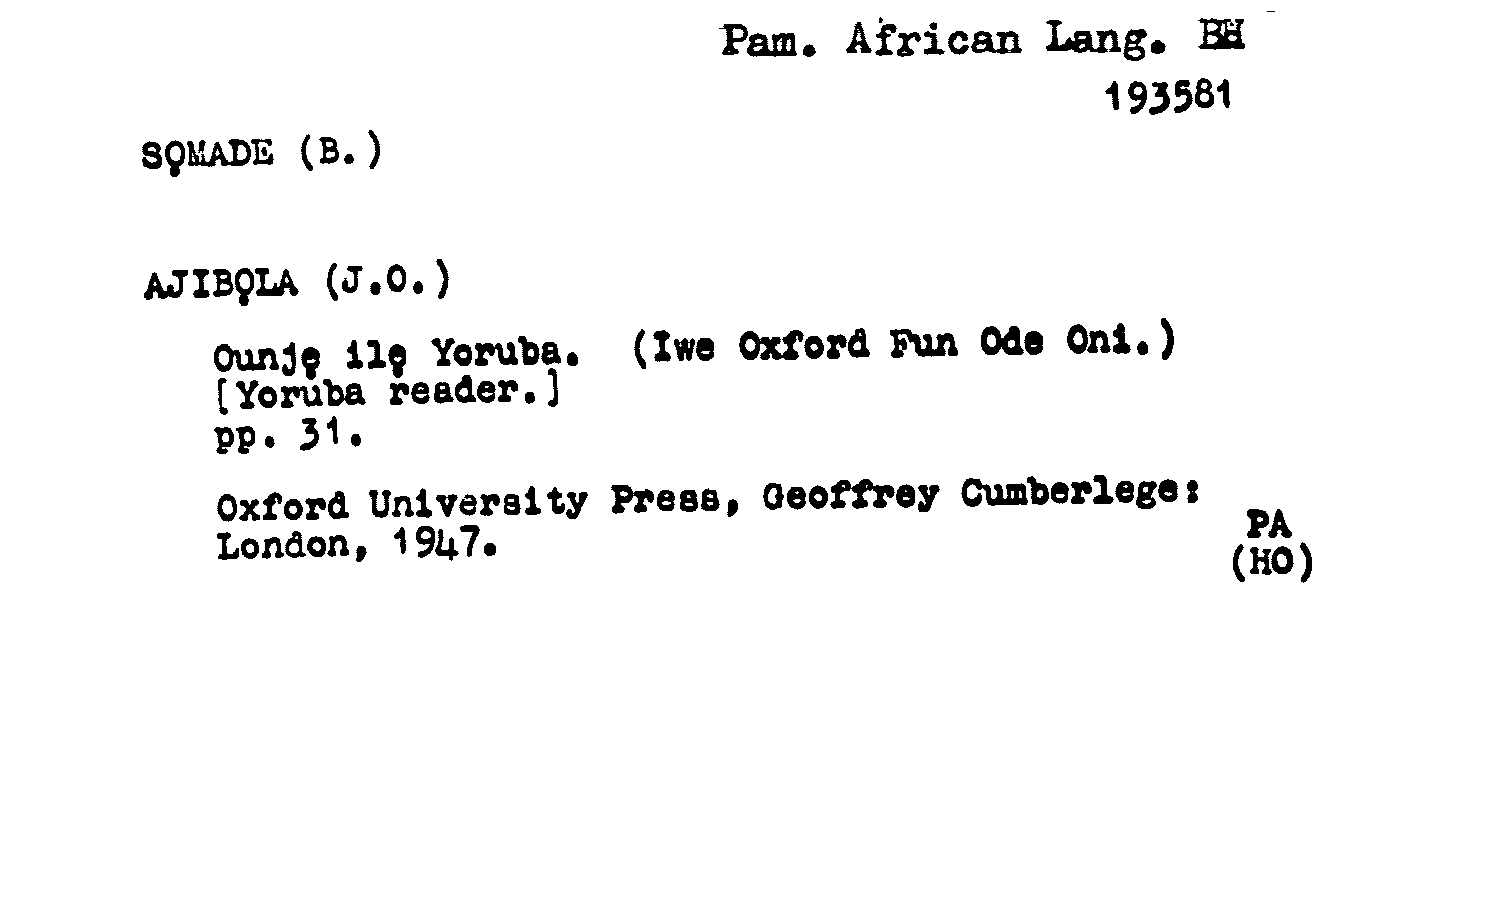 Pam. African Lang. BH
193581
SỌMADE (B.)
AJIBỌLA (J.O.)
Ounjẹ ilẹ Yoruba. (Iwe Oxford Fun Ode Oni.)
[Yoruba reader.]
pp. 31.
Oxford University Press, Geoffrey Cumberlege:
London, 1947.
PA
(HO)